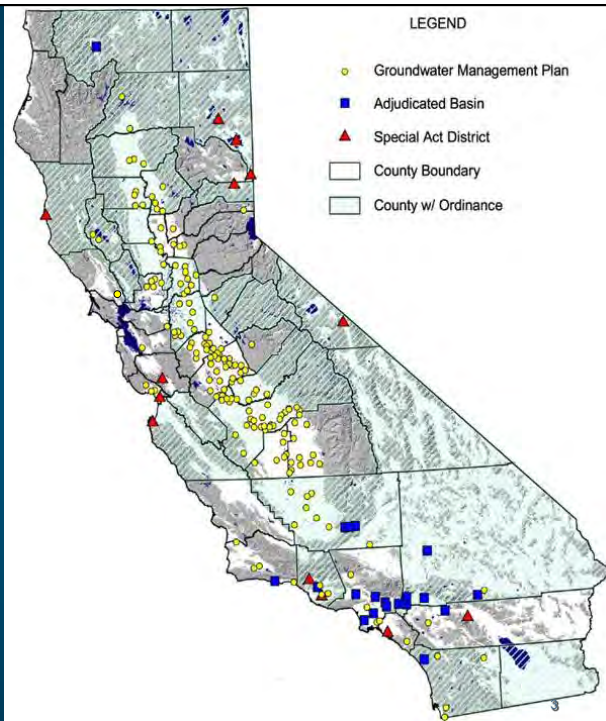 LEGEND
Groundwater Management Plan
Adjudicated Basin
Special Act District
County Boundary
County w/ Ordinance
3